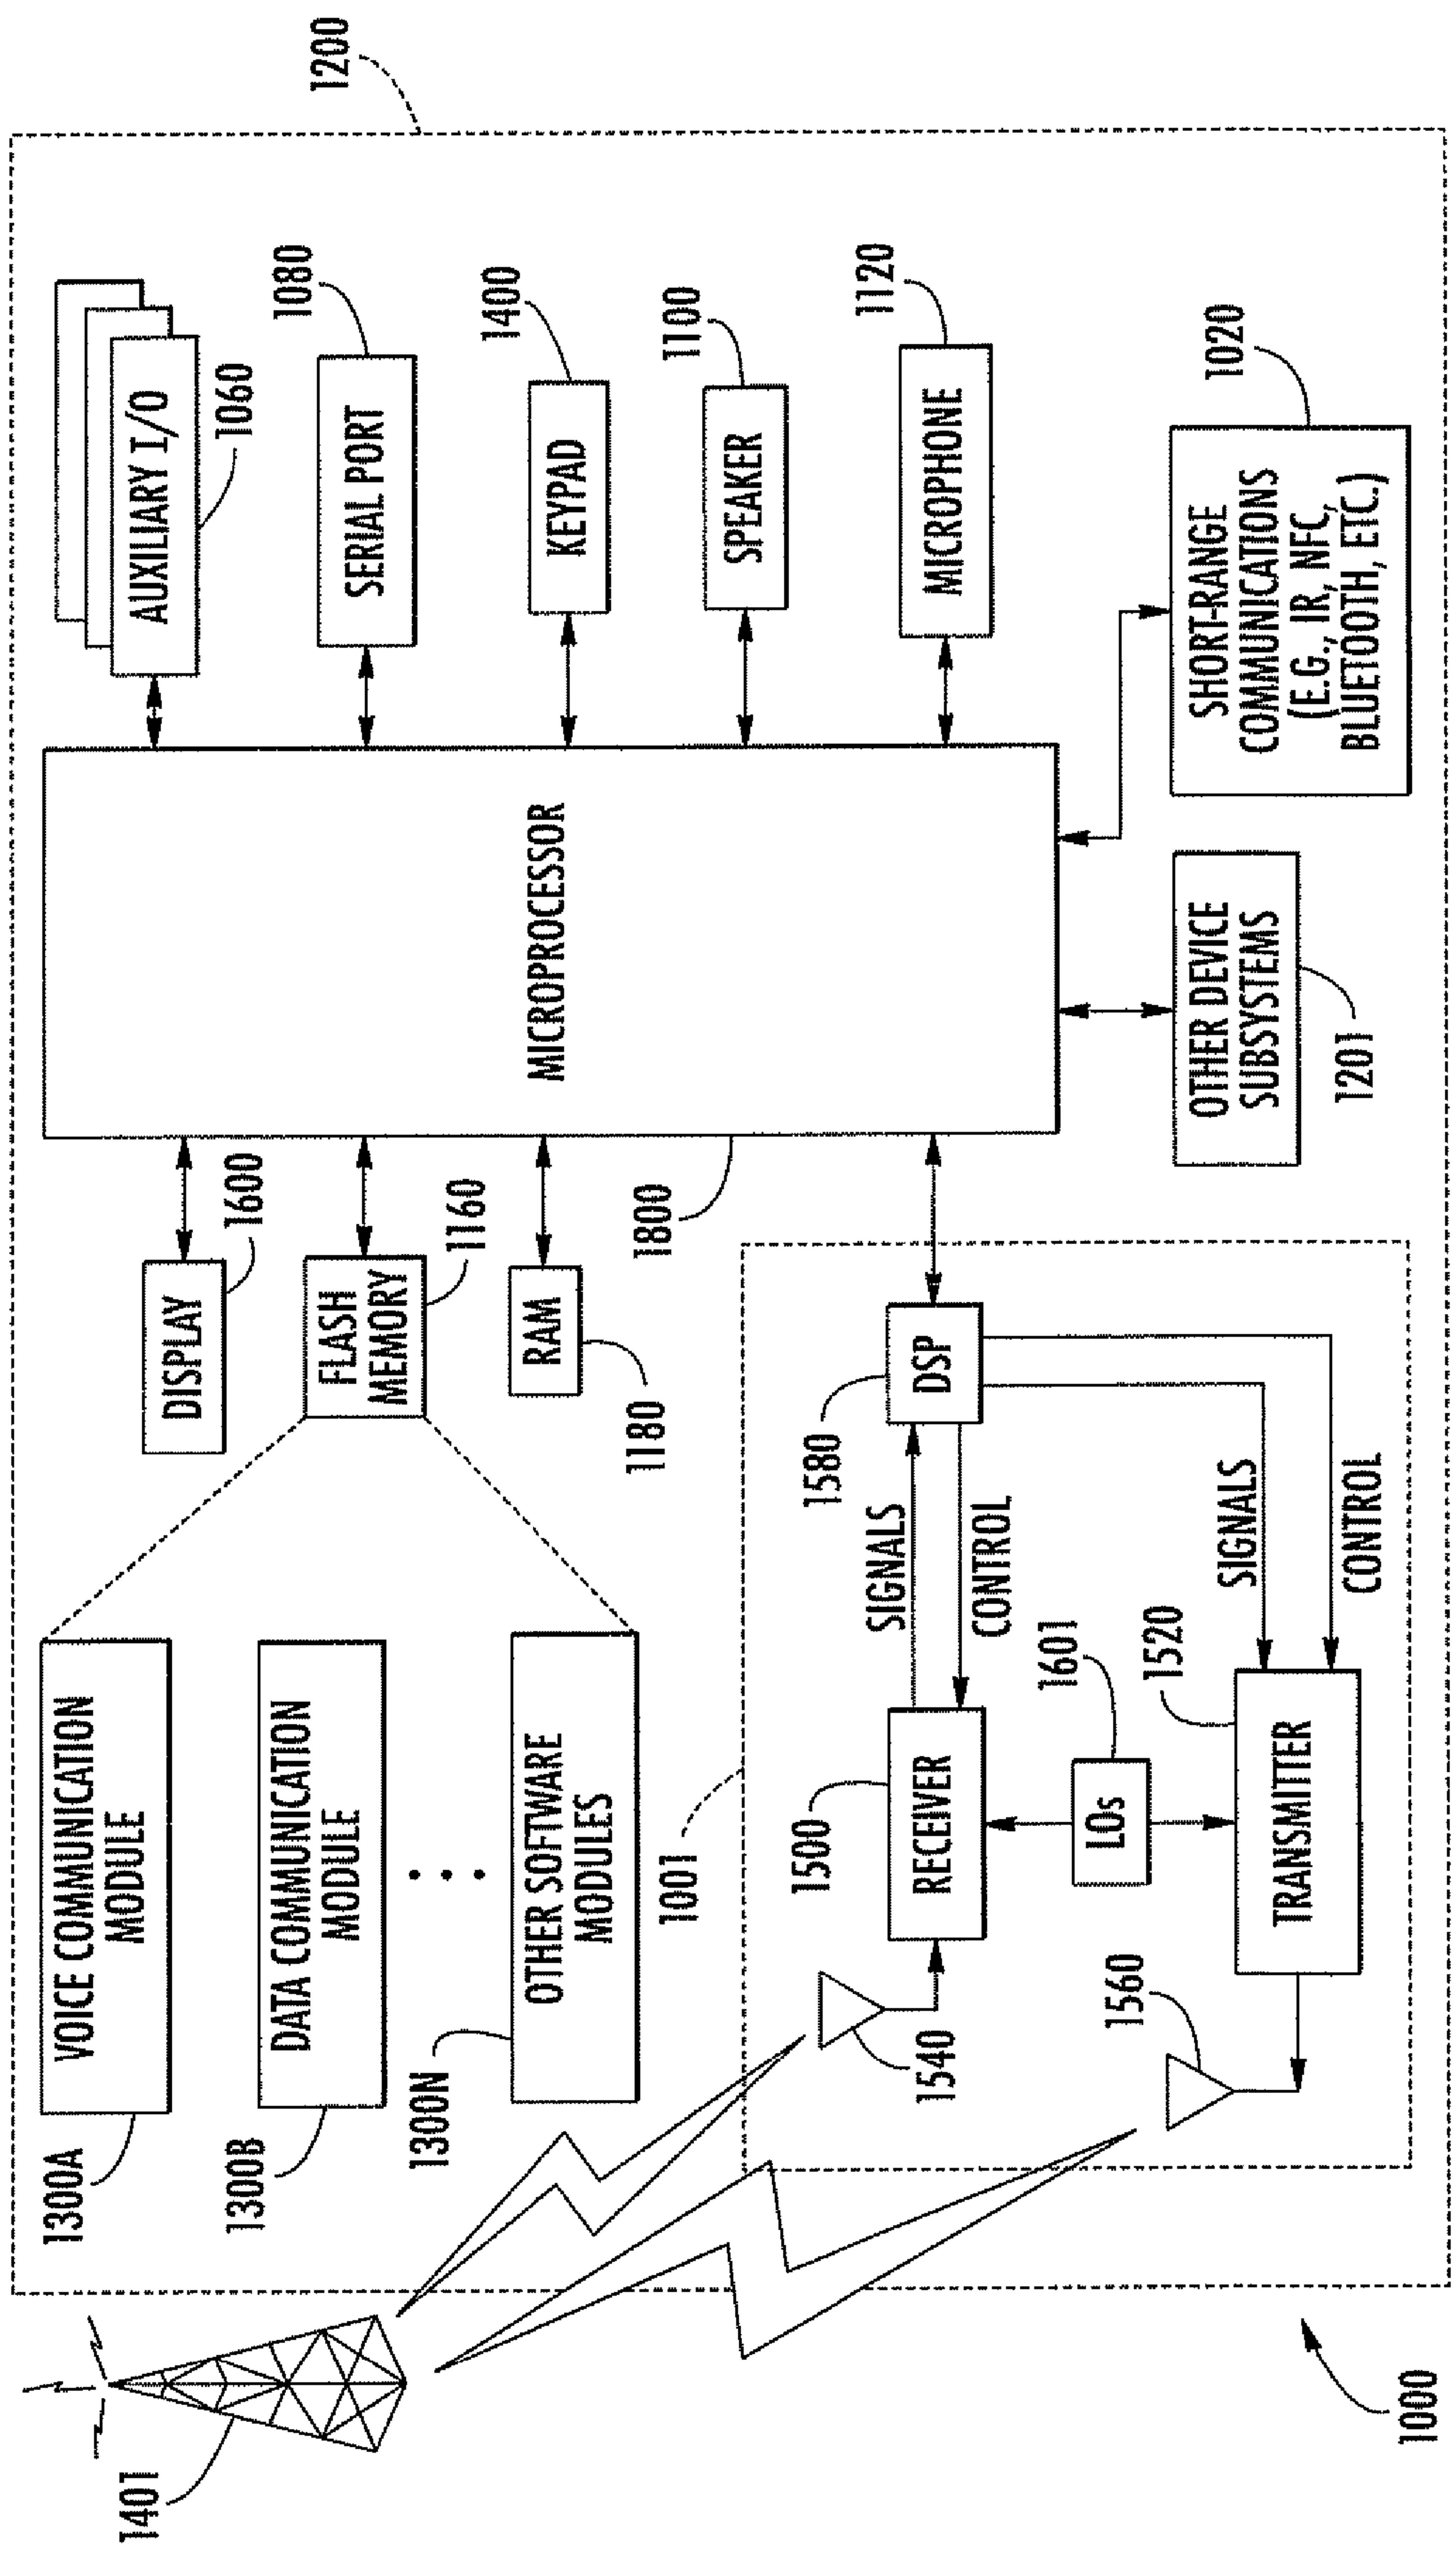 1401
1300A
VOICE COMMUNICATION
MODULE
1300B
DATA COMMUNICATION
MODULE
1300N
OTHER SOFTWARE
MODULES
DISPLAY
1600
FLASH
MEMORY
1160
RAM
1180
1800
MICROPROCESSOR
AUXILIARY I/O
1060
SERIAL PORT
1080
KEYPAD
1400
SPEAKER
1100
MICROPHONE
1120
1200
1001
1540
1500
RECEIVER
SIGNALS
CONTROL
1580
DSP
LOs
1601
1560
TRANSMITTER
1520
SIGNALS
CONTROL
OTHER DEVICE
SUBSYSTEMS
1201
SHORT-RANGE
COMMUNICATIONS
(E.G., IR, NFC,
BLUETOOTH, ETC.)
1020
1000